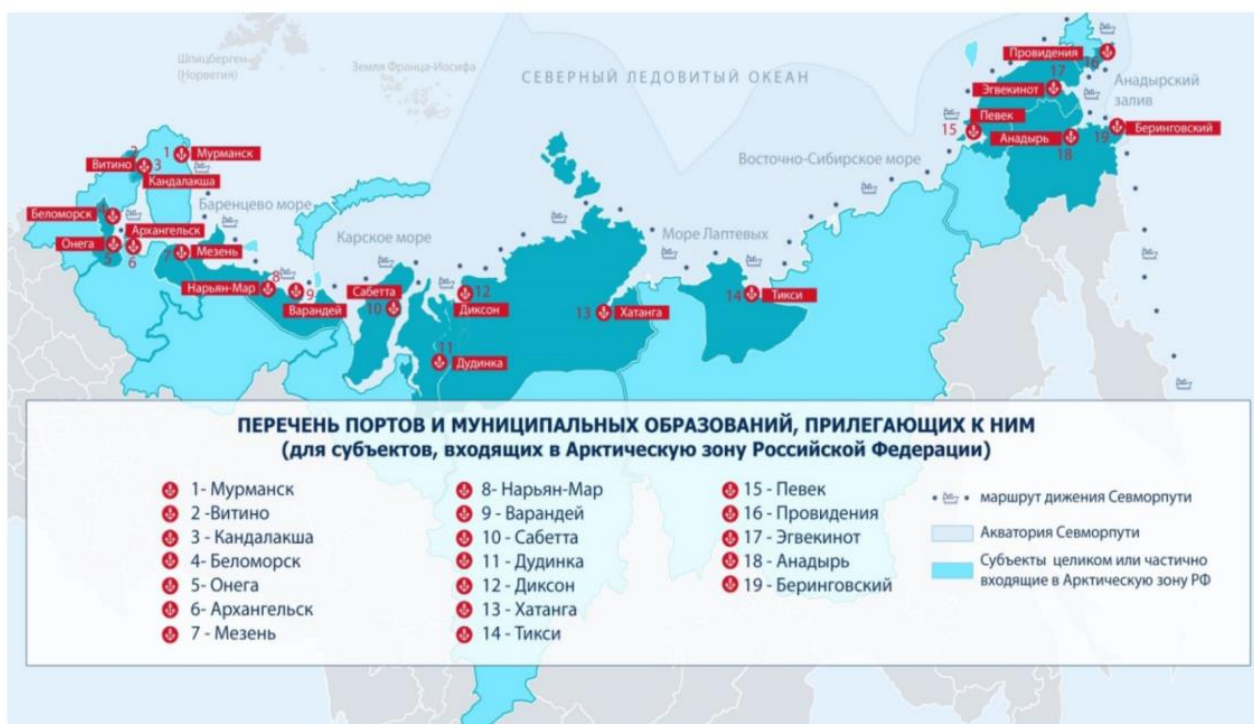 Шпицберген
(Норвегия)
Земля Франца-Иосифа
СЕВЕРНЫЙ ЛЕДОВИТЫЙ ОКЕАН
Провидения
16
17
Эгвекинот
Анадырский
залив
Певек
15
Анадырь
18
19
Беринговский
Восточно-Сибирское море
2
1
Мурманск
Витино
3
Кандалакша
Баренцево море
Беломорск
Архангельск
Онега
5
6
7
Мезень
Карское море
Море Лаптевых
8
Нарьян-Мар
9
Варандей
Сабетта
10
12
Диксон
11
Дудинка
13
Хатанга
14
Тикси
ПЕРЕЧЕНЬ ПОРТОВ И МУНИЦИПАЛЬНЫХ ОБРАЗОВАНИЙ, ПРИЛЕГАЮЩИХ К НИМ
(для субъектов, входящих в Арктическую зону Российской Федерации)
1- Мурманск
2 -Витино
3 - Кандалакша
4 - Беломорск
5- Онега
6- Архангельск
7 - Мезень
8- Нарьян-Мар
9 - Варандей
10 - Сабетта
11 - Дудинка
12 - Диксон
13 - Хатанга
14 - Тикси
15 - Певек
16 - Провидения
17 - Эгвекинот
18 - Анадырь
19 - Беринговский
маршрут дижения Севморпути
Акватория Севморпути
Субъекты целиком или частично
входящие в Арктическую зону РФ